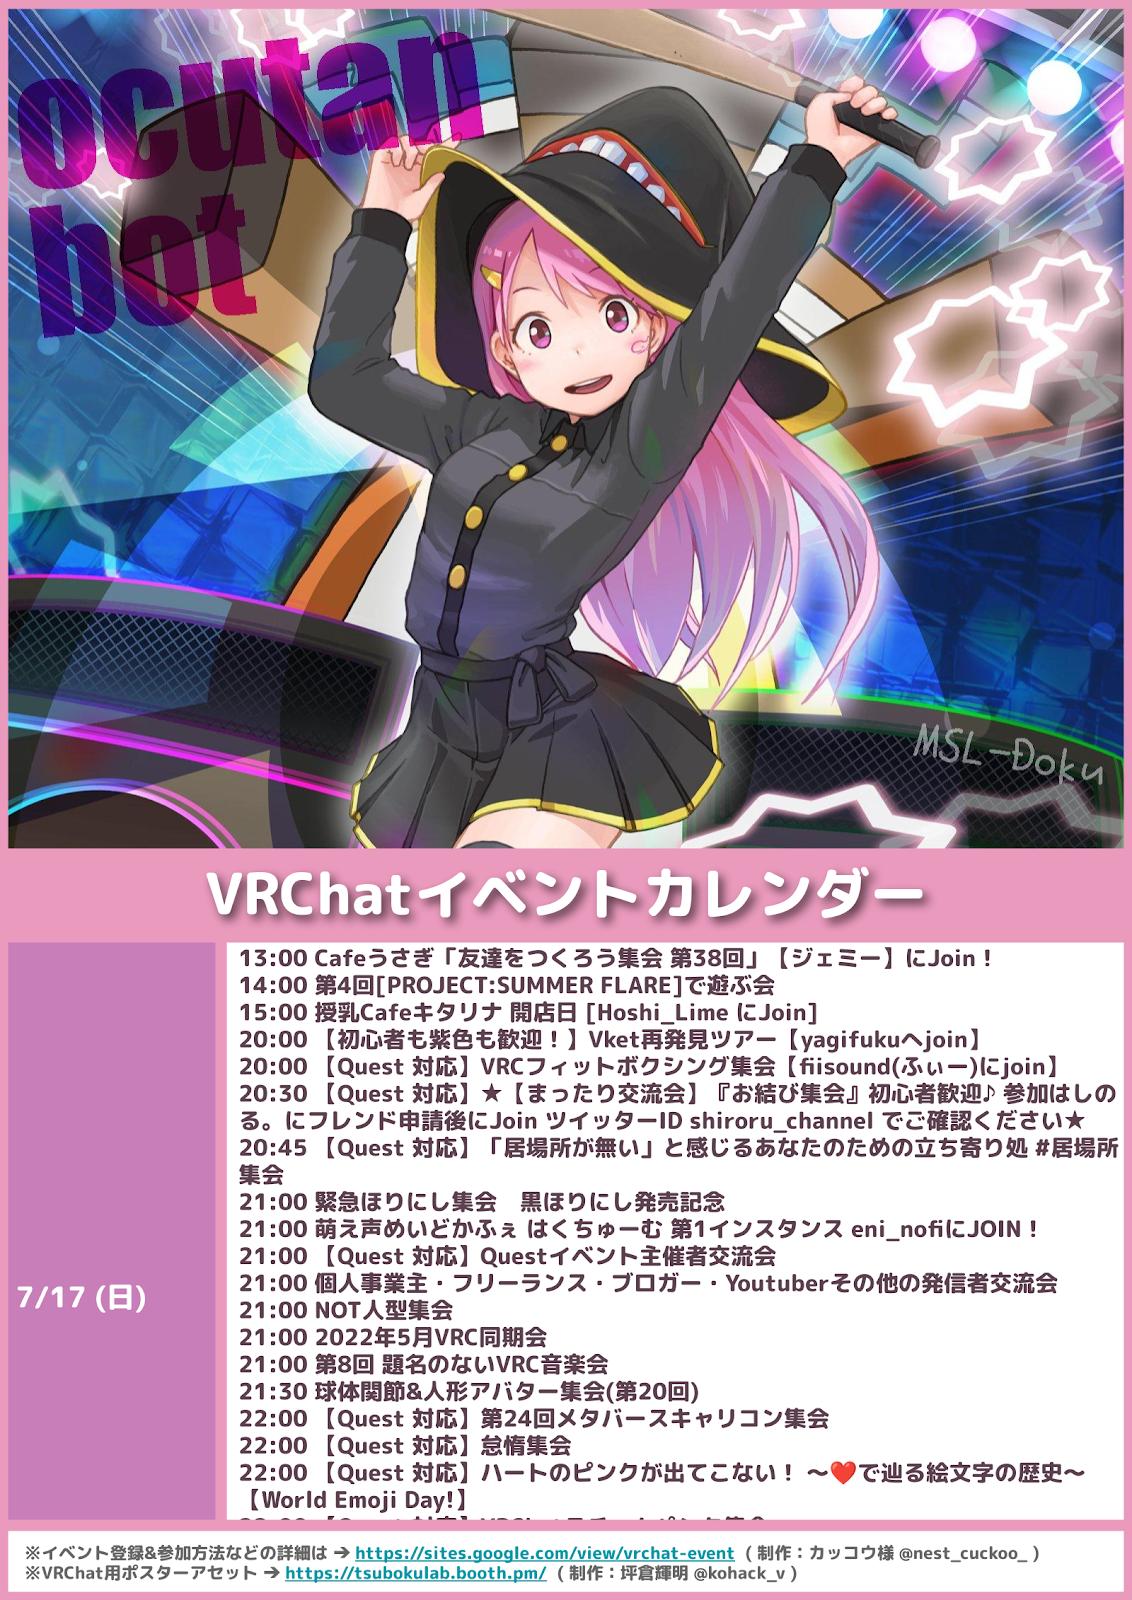 ocutan
bot
MSL-Doku
VRChatイベントカレンダー
7/17 (日)
13:00 Cafeうさぎ「友達をつくろう集会 第38回」【ジェミー】にJoin！
14:00 第4回[PROJECT:SUMMER FLARE]で遊ぶ会
15:00 授乳Cafeキタリナ 開店日 [Hoshi_Lime にJoin]
20:00 【初心者も紫色も歓迎！】Vket再発見ツアー【yagifukuへjoin】
20:00 【Quest 対応】VRCフィットボクシング集会【fiisound(ふぃー)にjoin】
20:30 【Quest 対応】★【まったり交流会】『お結び集会』初心者歓迎♪ 参加はしの
る。にフレンド申請後にJoin ツイッターID shiroru_channel でご確認ください★
20:45 【Quest 対応】「居場所が無い」と感じるあなたのための立ち寄り処 #居場所
集会
21:00 緊急ほりにし集会　黒ほりにし発売記念
21:00 萌え声めいどかふぇ はくちゅーむ 第1インスタンス eni_nofiにJOIN！
21:00 【Quest 対応】Questイベント主催者交流会
21:00 個人事業主・フリーランス・ブロガー・Youtuberその他の発信者交流会
21:00 NOT人型集会
21:00 2022年5月VRC同期会
21:00 第8回 題名のないVRC音楽会
21:30 球体関節&人形アバター集会(第20回)
22:00 【Quest 対応】第24回メタバースキャリコン集会
22:00 【Quest 対応】怠惰集会
22:00 【Quest 対応】ハートのピンクが出てこない！ ～❤️で辿る絵文字の歴史～
【World Emoji Day!】
※イベント登録&参加方法などの詳細は ➔ https://sites.google.com/view/vrchat-event （ 制作：カッコウ様 @nest_cuckoo_ ）
※VRChat用ポスターアセット ➔ https://tsubokulab.booth.pm/ （ 制作：坪倉輝明 @kohack_v ）